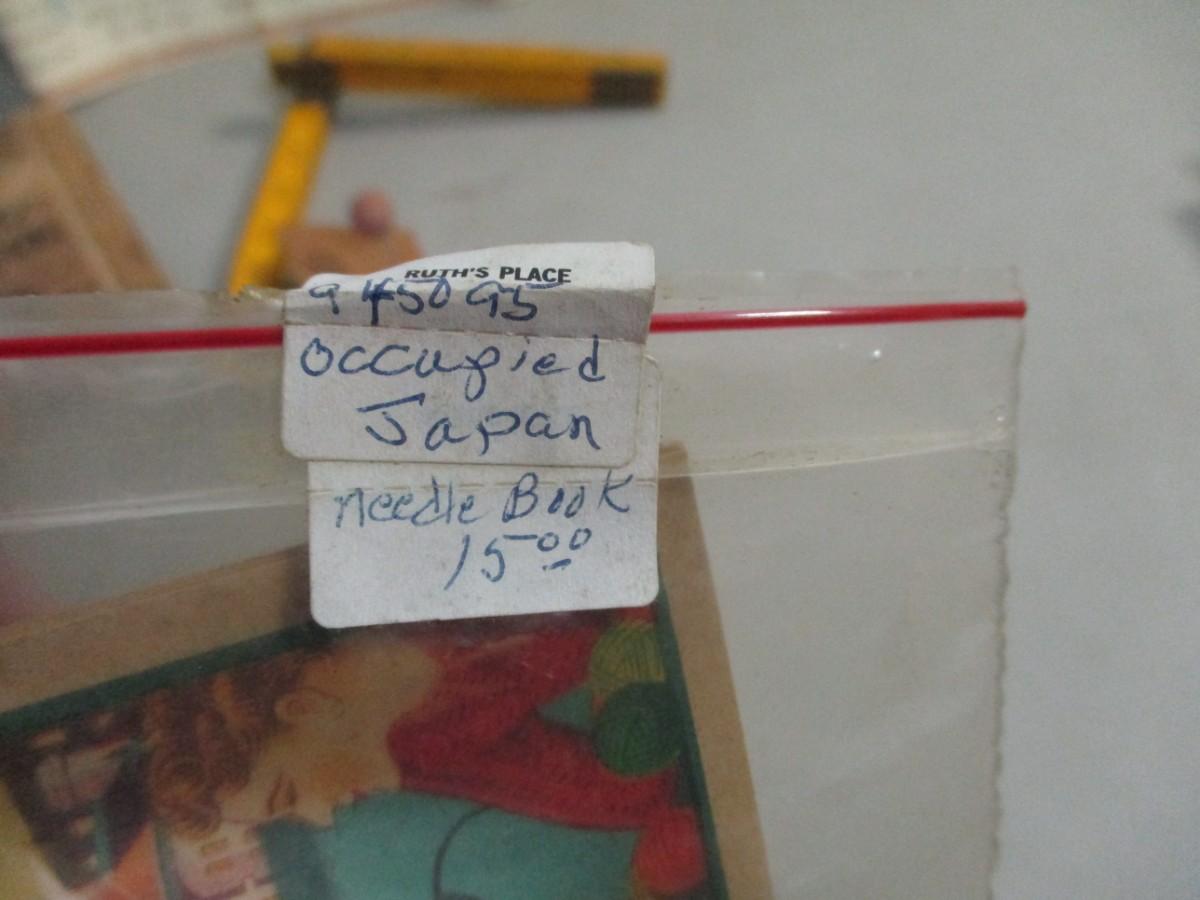 RUTH'S PLACE
9450 95
Occupied
Japan
Needle Book
15.00